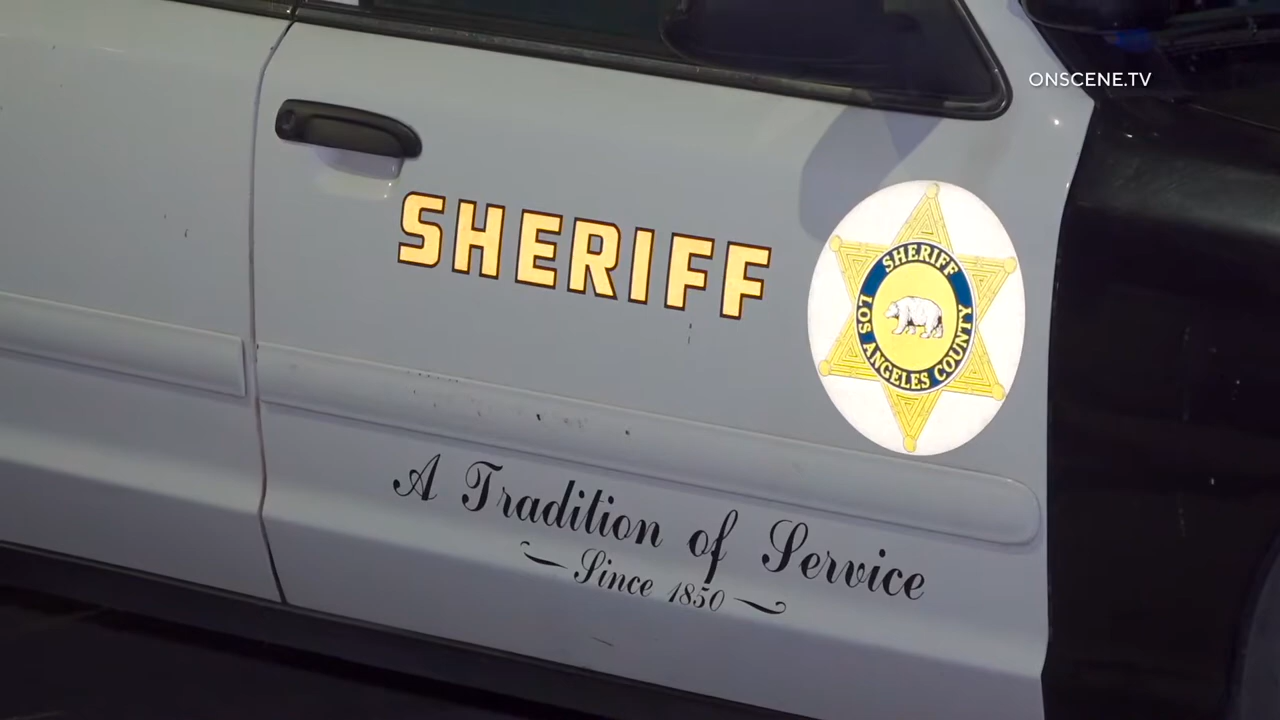 ONSCENE.TV
SHERIFF
SHERIFF
LOS ANGELES COUNTY
A Tradition of Service
Since 1850